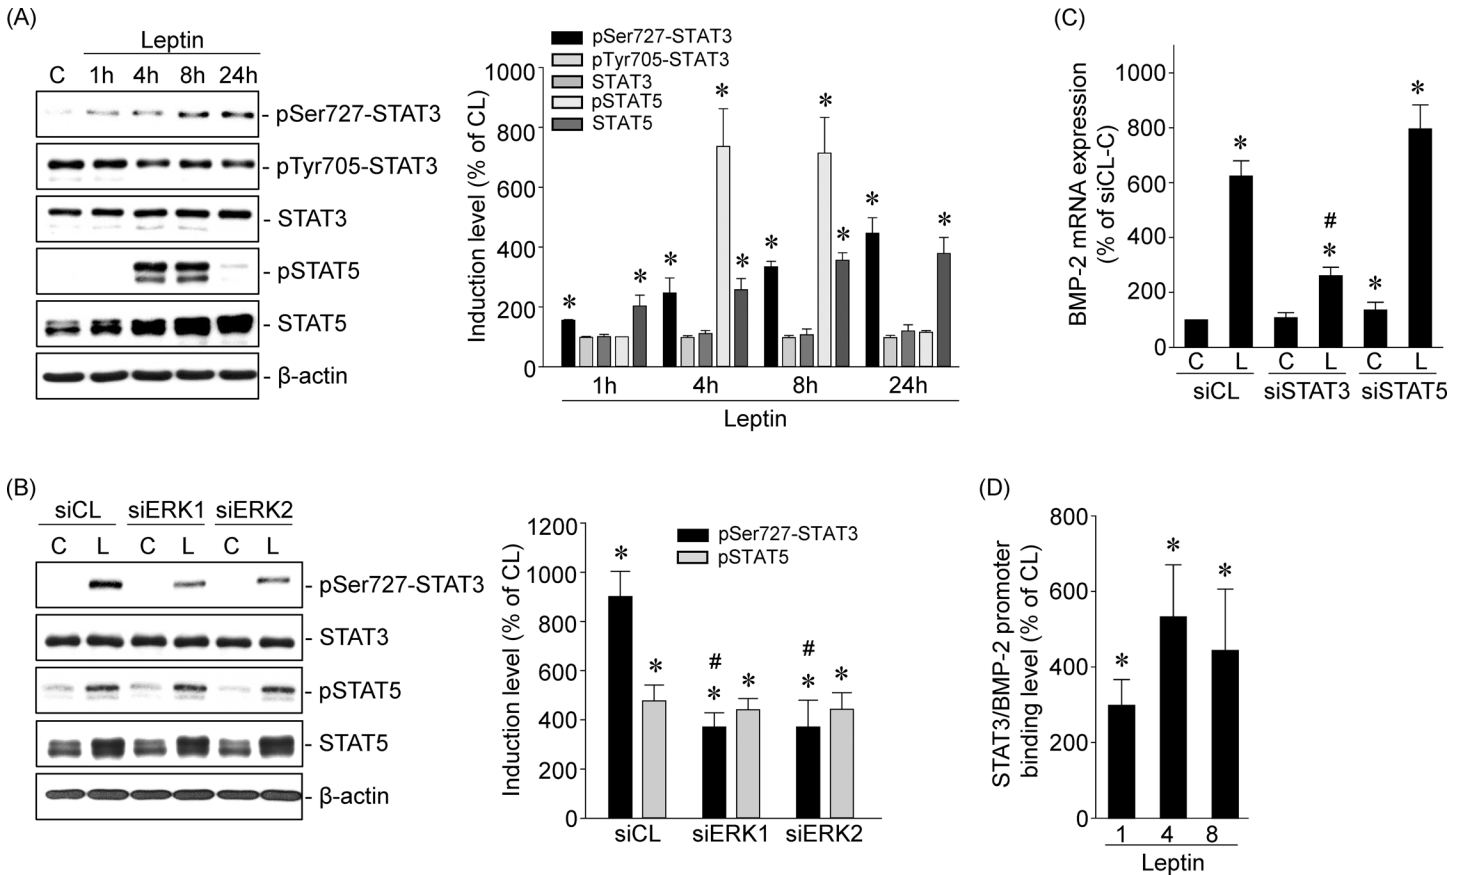 (A)
Leptin
C 1h 4h 8h 24h
- pSer727-STAT3
- pTyr705-STAT3
- STAT3
- pSTAT5
- STAT5
- β-actin
pSer727-STAT3
pTyr705-STAT3
STAT3
pSTAT5
STAT5
Induction level (% of CL)
1000
800
600
400
200
0
* * * * * * * * * *
1h 4h 8h 24h
Leptin
(C)
BMP-2 mRNA expression
(% of siCL-C)
1000
800
600
400
200
0
* # * * *
C L C L C L
siCL siSTAT3 siSTAT5
(B)
siCL siERK1 siERK2
C L C L C L
- pSer727-STAT3
- STAT3
- pSTAT5
- STAT5
- β-actin
pSer727-STAT3
pSTAT5
Induction level (% of CL)
1200
1000
800
600
400
200
0
* * # * * # * *
siCL siERK1 siERK2
(D)
STAT3/BMP-2 promoter
binding level (% of CL)
800
600
400
200
0
* * *
1 4 8
Leptin